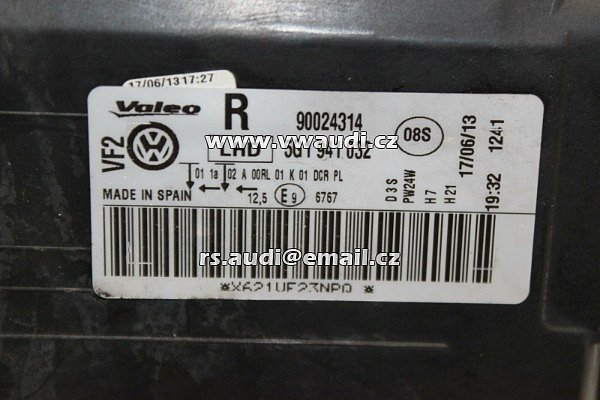 17/06/13 17:27
Valeo R 90024314 08S
www.vwaudi.cz
VF2 LHD 5G1 941 032
01 1a 02 A 00RL 01 K 01 DCR PL
MADE IN SPAIN 12,5 E9 6767
D3S
PW24W
H7
H21
17/06/13
19:32 1241
rs.audi@email.cz
*X621UF23NP0*